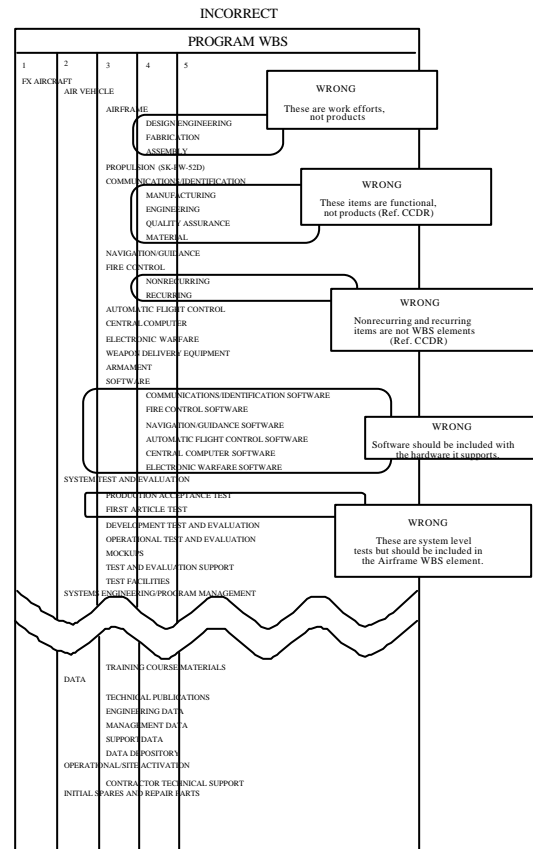 INCORRECT
PROGRAM WBS
1 2 3 4 5
FX AIRCRAFT
AIR VEHICLE
AIRFRAME
DESIGN ENGINEERING
FABRICATION
ASSEMBLY
WRONG
These are work efforts,
not products
PROPULSION (SK-PW-52D)
COMMUNICATIONS/IDENTIFICATION
MANUFACTURING
ENGINEERING
QUALITY ASSURANCE
MATERIAL
WRONG
These items are functional,
not products (Ref. CCDR)
NAVIGATION/GUIDANCE
FIRE CONTROL
NONRECURRING
RECURRING
WRONG
Nonrecurring and recurring
items are not WBS elements
(Ref. CCDR)
AUTOMATIC FLIGHT CONTROL
CENTRAL COMPUTER
ELECTRONIC WARFARE
WEAPON DELIVERY EQUIPMENT
ARMAMENT
SOFTWARE
COMMUNICATIONS/IDENTIFICATION SOFTWARE
FIRE CONTROL SOFTWARE
NAVIGATION/GUIDANCE SOFTWARE
AUTOMATIC FLIGHT CONTROL SOFTWARE
CENTRAL COMPUTER SOFTWARE
ELECTRONIC WARFARE SOFTWARE
WRONG
Software should be included with
the hardware it supports.
SYSTEM TEST AND EVALUATION
PRODUCTION ACCEPTANCE TEST
FIRST ARTICLE TEST
WRONG
These are system level
tests but should be included in
the Airframe WBS element.
DEVELOPMENT TEST AND EVALUATION
OPERATIONAL TEST AND EVALUATION
MOCKUPS
TEST AND EVALUATION SUPPORT
TEST FACILITIES
SYSTEMS ENGINEERING/PROGRAM MANAGEMENT
TRAINING COURSE MATERIALS
DATA
TECHNICAL PUBLICATIONS
ENGINEERING DATA
MANAGEMENT DATA
SUPPORT DATA
DATA DEPOSITORY
OPERATIONAL/SITE ACTIVATION
CONTRACTOR TECHNICAL SUPPORT
INITIAL SPARES AND REPAIR PARTS